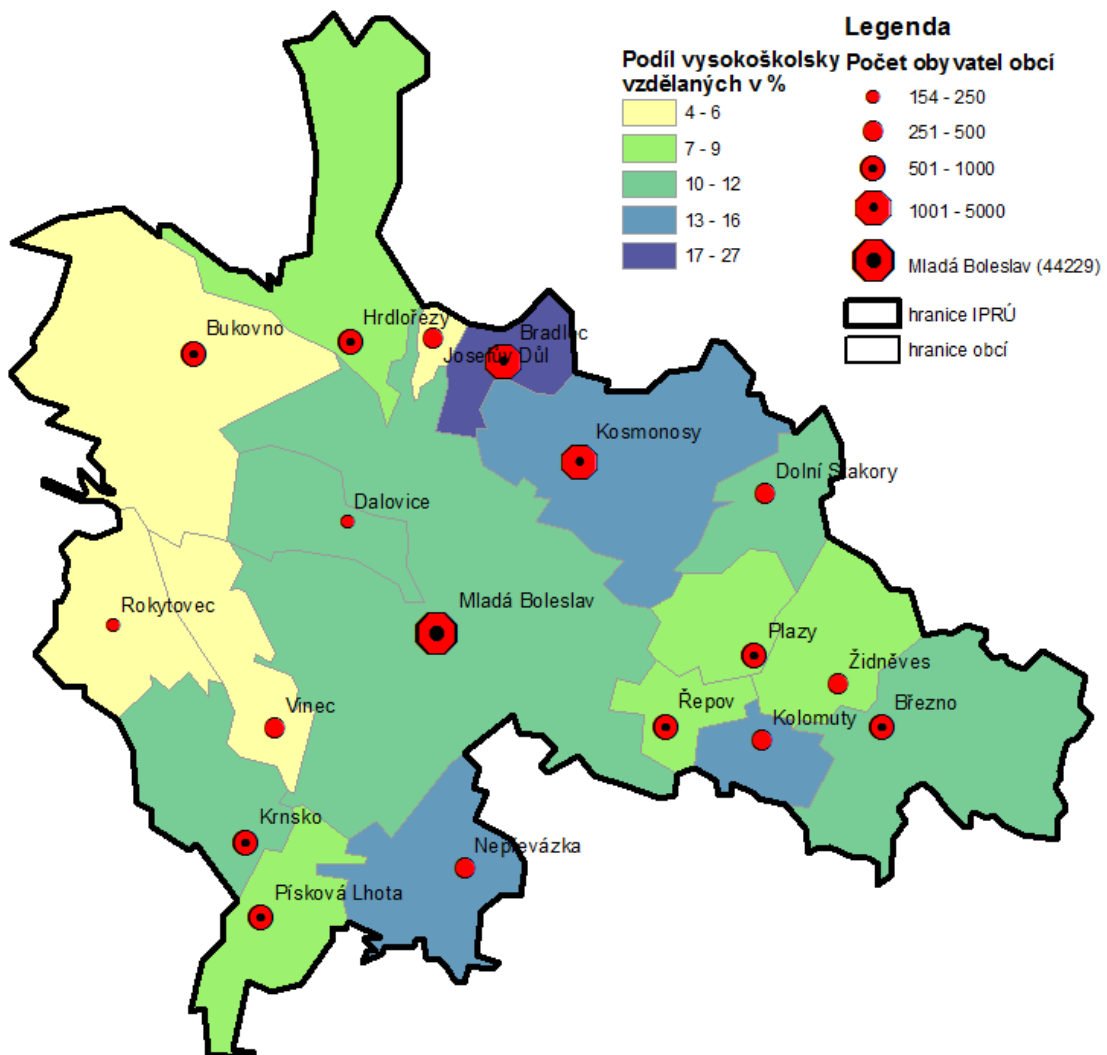 Legenda
Podíl vysokoškolsky
vzdělaných v %
4 - 6
7 - 9
10 - 12
13 - 16
17 - 27
Počet obyvatel obcí
154 - 250
251 - 500
501 - 1000
1001 - 5000
Mladá Boleslav (44229)
hranice IPRÚ
hranice obcí
Bukovno
Hrdlořezy
Josefův Důl
Bradlec
Kosmonosy
Dolní Stakory
Dalovice
Rokytovec
Mladá Boleslav
Plazy
Židněves
Vinec
Řepov
Kolomuty
Březno
Krnsko
Nepřevázka
Písková Lhota